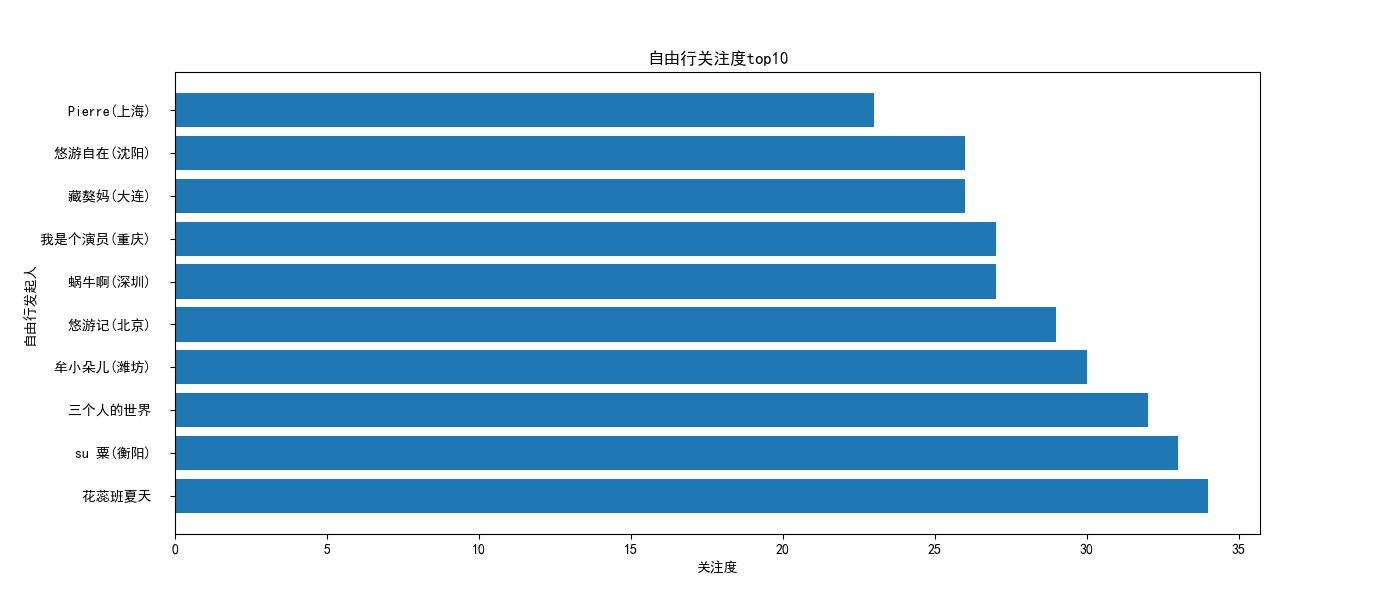 自由行关注度top10
Pierre(上海)
悠游自在(沈阳)
藏獒妈(大连)
我是个演员(重庆)
蜗牛啊(深圳)
悠游记(北京)
牟小朵儿(潍坊)
三个人的世界
su 粟(衡阳)
花蕊班夏天
自由行发起人
0 5 10 15 20 25 30 35
关注度